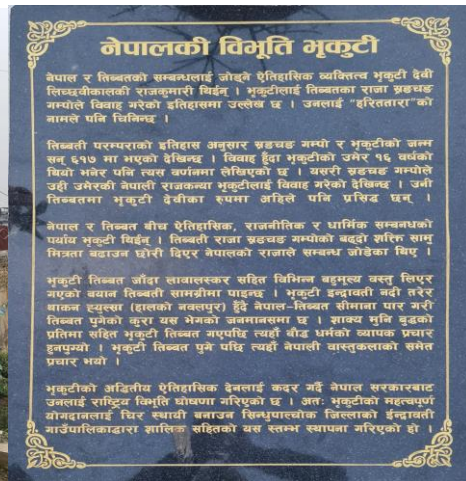 नेपालकी विभूति भृकुटी
नेपाल र तिब्बतको सम्बन्धलाई जोड्ने ऐतिहासिक व्यक्तित्व भृकुटी देवी
लिच्छवीकालकी राजकुमारी थिईन् । भृकुटीलाई तिब्बतका राजा स्रङचङ
गम्पोले विवाह गरेको इतिहासमा उल्लेख छ । उनलाई "हरिततारा"को
नामले पनि चिनिन्छ ।
तिब्बती परम्पराको इतिहास अनुसार स्रङचङ गम्पो र भृकुटीको जन्म
सन् ६१७ मा भएको देखिन्छ । विवाह हुँदा भृकुटीको उमेर १६ वर्षको
थियो भनेर पनि त्यस वर्णनमा लेखिएको छ । यसरी स्रङचङ गम्पोले
उही उमेरकी नेपाली राजकन्या भृकुटीलाई विवाह गरेको देखिन्छ । उनी
तिब्बतमा भृकुटी देवीका रुपमा अहिले पनि प्रसिद्ध छन् ।
नेपाल र तिब्बत बीच ऐतिहासिक, राजनीतिक र धार्मिक सम्बन्धको
पर्याय भृकुटी थिईन् । तिब्बती राजा स्रङचङ गम्पोको बढ्दो शक्ति सामु
मित्रता बढाउन छोरी दिएर नेपालको राजाले सम्बन्ध जोडेका थिए ।
भृकुटी तिब्बत जाँदा लावालस्कर सहित विभिन्न बहुमूल्य वस्तु लिएर
गएको बयान तिब्बती सामग्रीमा पाइन्छ । भृकुटी इन्द्रावती नदी तरेर
थाकन ह्युल्सा (हालको नवलपुर) हुँदै नेपाल–तिब्बत सीमाना पार गरी
तिब्बत पुगेको कुरा यस भेगको जनमानसमा छ । शाक्य मुनि बुद्धको
प्रतिमा सहित भृकुटी तिब्बत गएपछि त्यहाँ बौद्ध धर्मको व्यापक प्रचार
हुनपुग्यो । भृकुटी तिब्बत पुगे पछि त्यहाँ नेपाली वास्तुकलाको समेत
प्रचार भयो ।
भृकुटीको अद्वितीय ऐतिहासिक देनलाई कदर गर्दै नेपाल सरकारबाट
उनलाई राष्ट्रिय विभूति घोषणा गरिएको छ । अतः भृकुटीको महत्वपूर्ण
योगदानलाई चिर स्थायी बनाउन सिन्धुपाल्चोक जिल्लाको ईन्द्रावती
गाउँपालिकाद्वारा शालिक सहितको यस स्तम्भ स्थापना गरिएको हो ।